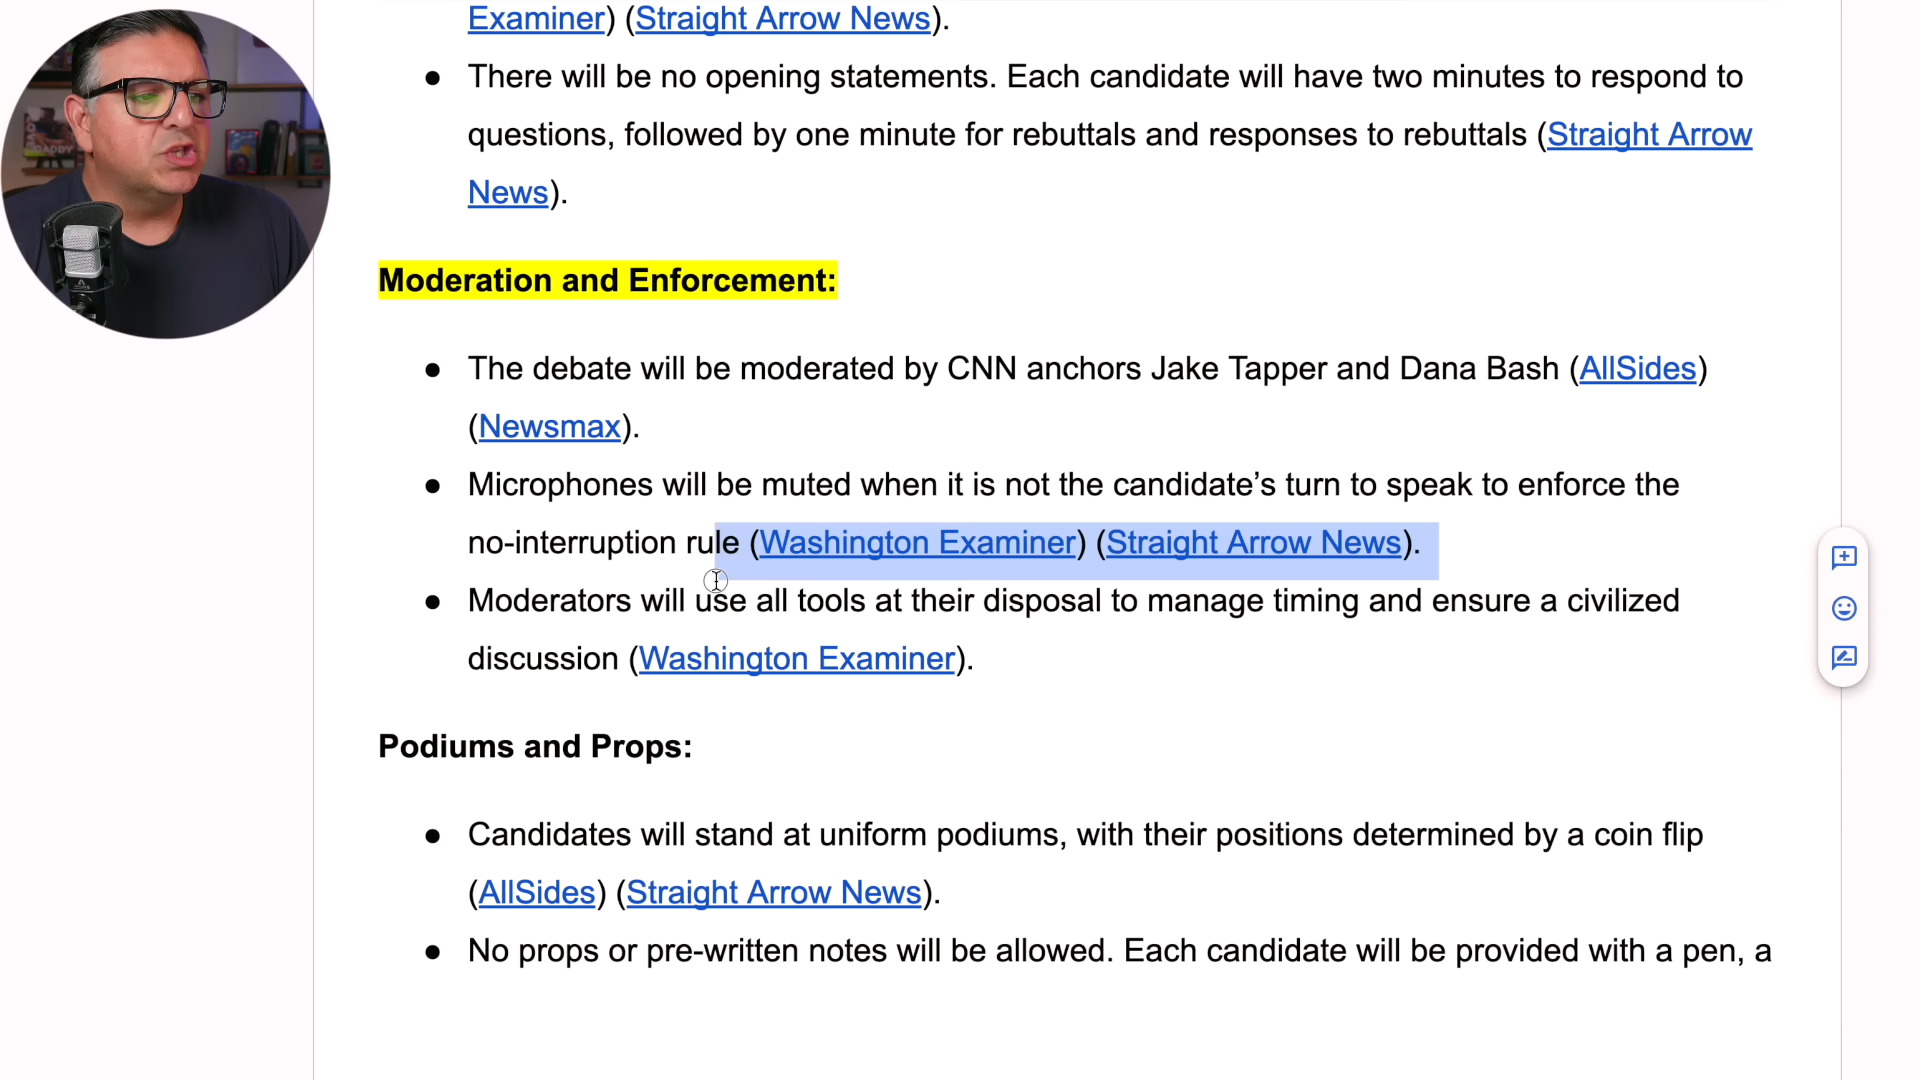 Examiner) (Straight Arrow News).
● There will be no opening statements. Each candidate will have two minutes to respond to
questions, followed by one minute for rebuttals and responses to rebuttals (Straight Arrow
News).
Moderation and Enforcement:
● The debate will be moderated by CNN anchors Jake Tapper and Dana Bash (AllSides)
(Newsmax).
● Microphones will be muted when it is not the candidate’s turn to speak to enforce the
no-interruption rule (Washington Examiner) (Straight Arrow News).
● Moderators will use all tools at their disposal to manage timing and ensure a civilized
discussion (Washington Examiner).
Podiums and Props:
● Candidates will stand at uniform podiums, with their positions determined by a coin flip
(AllSides) (Straight Arrow News).
● No props or pre-written notes will be allowed. Each candidate will be provided with a pen, a